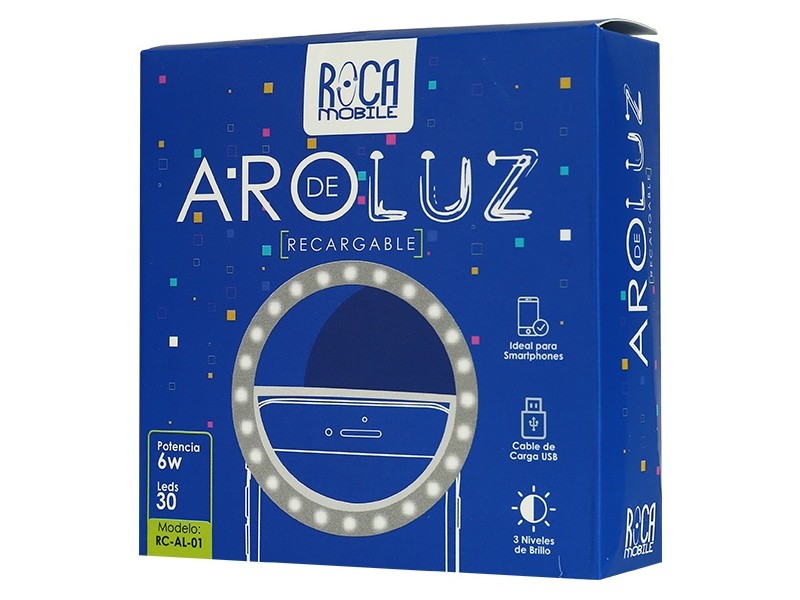 ROCA
MOBILE
ARO DE LUZ
[RECARGABLE]
Ideal para
Smartphones
Cable de
Carga USB
3 Niveles
de Brillo
Potencia
6w
Leds
30
Modelo:
RC-AL-01
ARO DE LUZ
[RECARGABLE]
ROCA
MOBILE